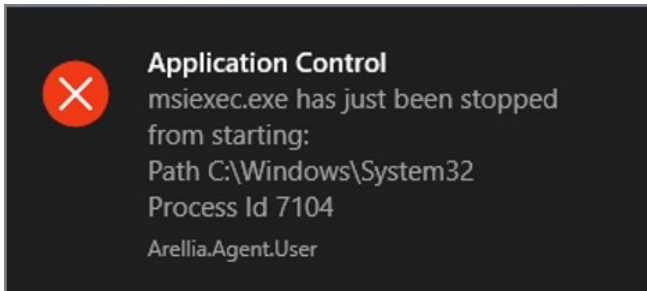 Application Control
msiexec.exe has just been stopped
from starting:
Path C:\Windows\System32
Process Id 7104
Arellia.Agent.User